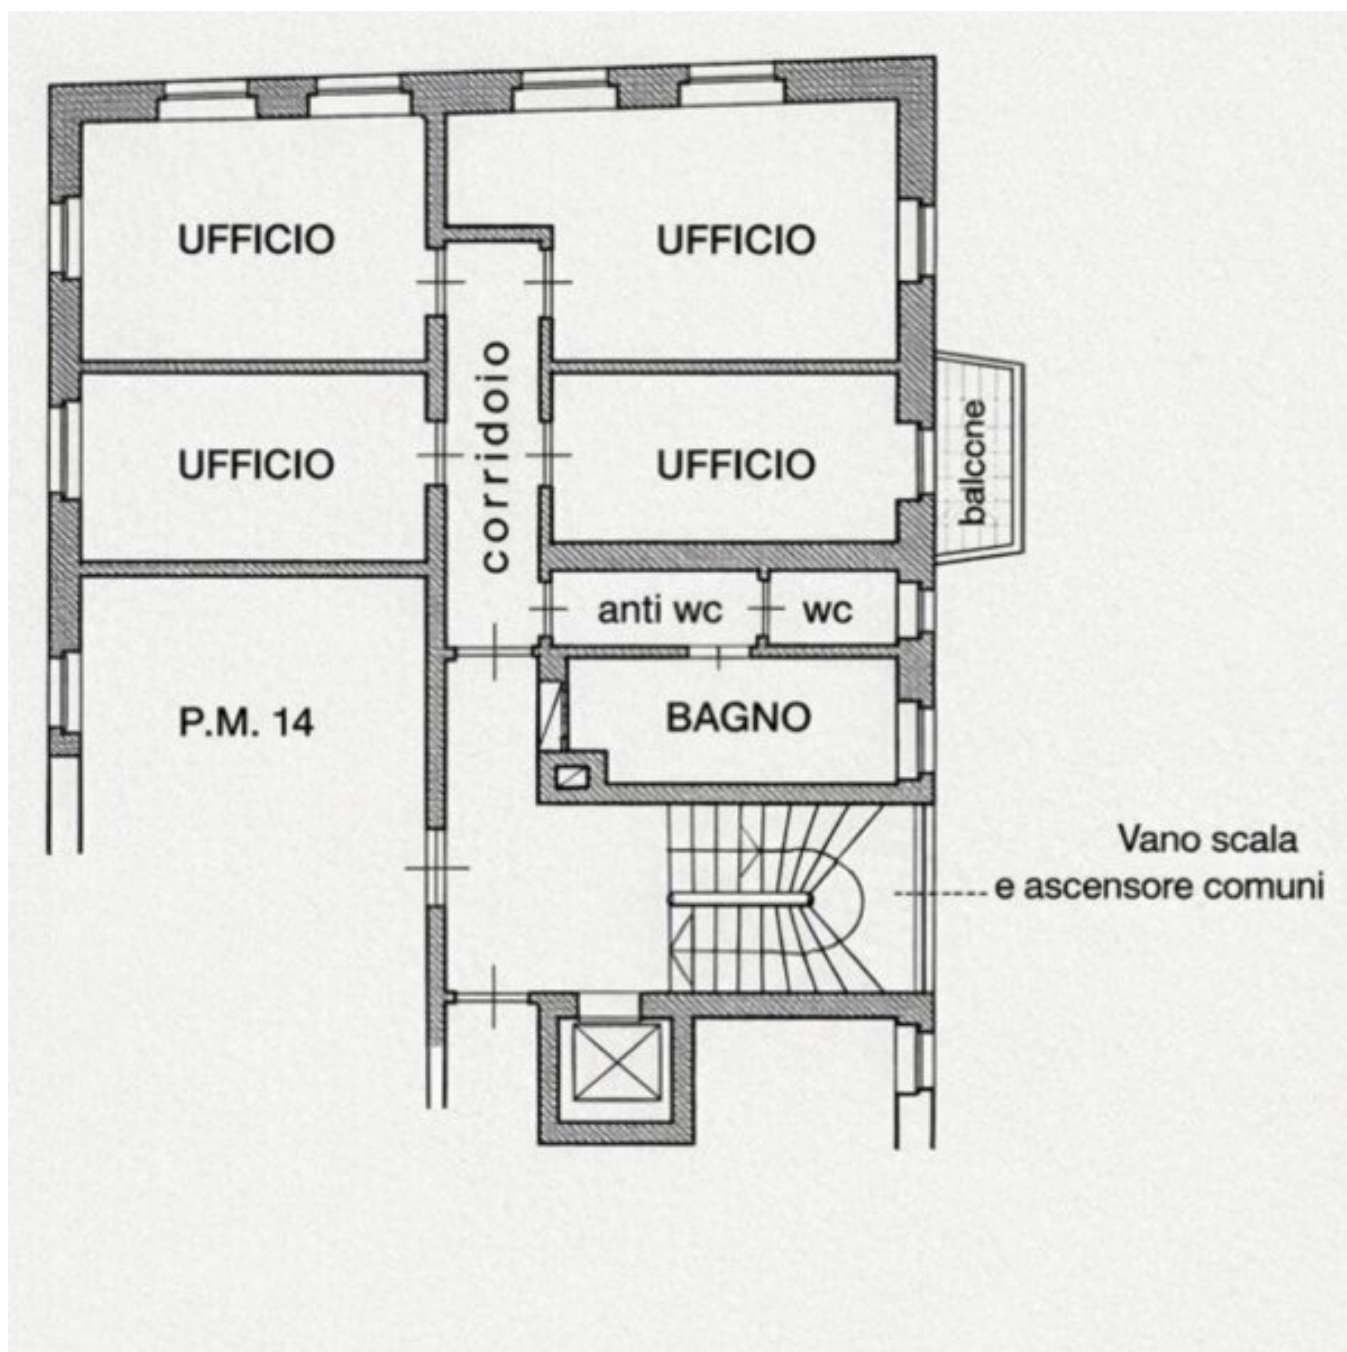 UFFICIO
UFFICIO
corridoio
UFFICIO
UFFICIO
balcone
anti wc
wc
P.M. 14
BAGNO
Vano scala
e ascensore comuni